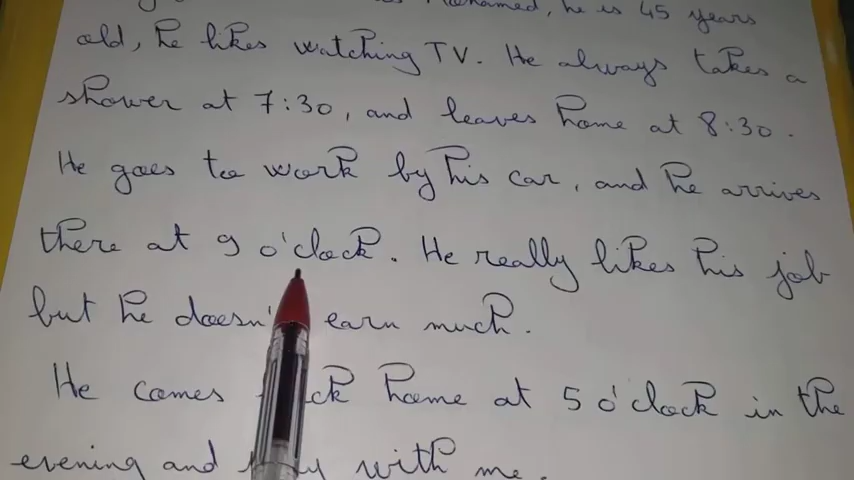 Mohamed, he is 45 years
old, he likes watching TV. He always takes a
shower at 7:30, and leaves home at 8:30.
He goes to work by his car, and he arrives
there at 9 o'clock. He really likes his job
but he doesn' earn much.
He comes ck home at 5 o'clock in the
evening and with me.